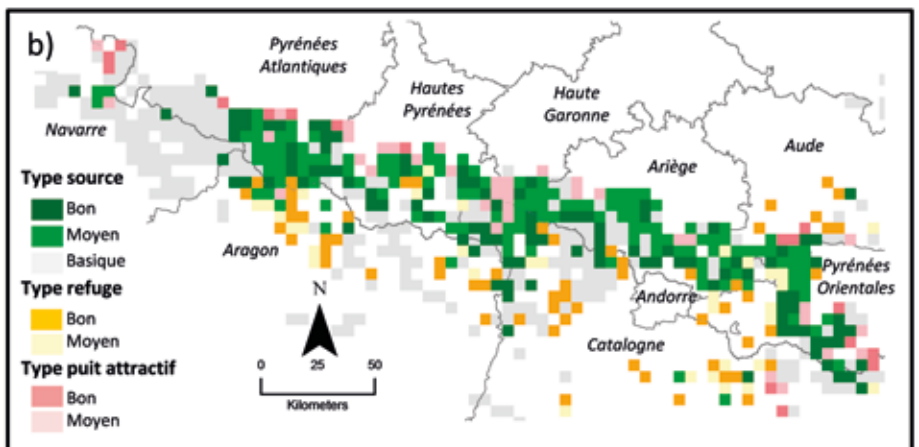 b)
Pyrénées
Atlantiques
Hautes
Pyrénées
Haute
Garonne
Ariège
Aude
Navarre
Aragon
Andorre
Catalogne
Pyrénées
Orientales
Type source
Bon
Moyen
Basique
Type refuge
Bon
Moyen
Type puit attractif
Bon
Moyen
N
0 25 50
Kilometers